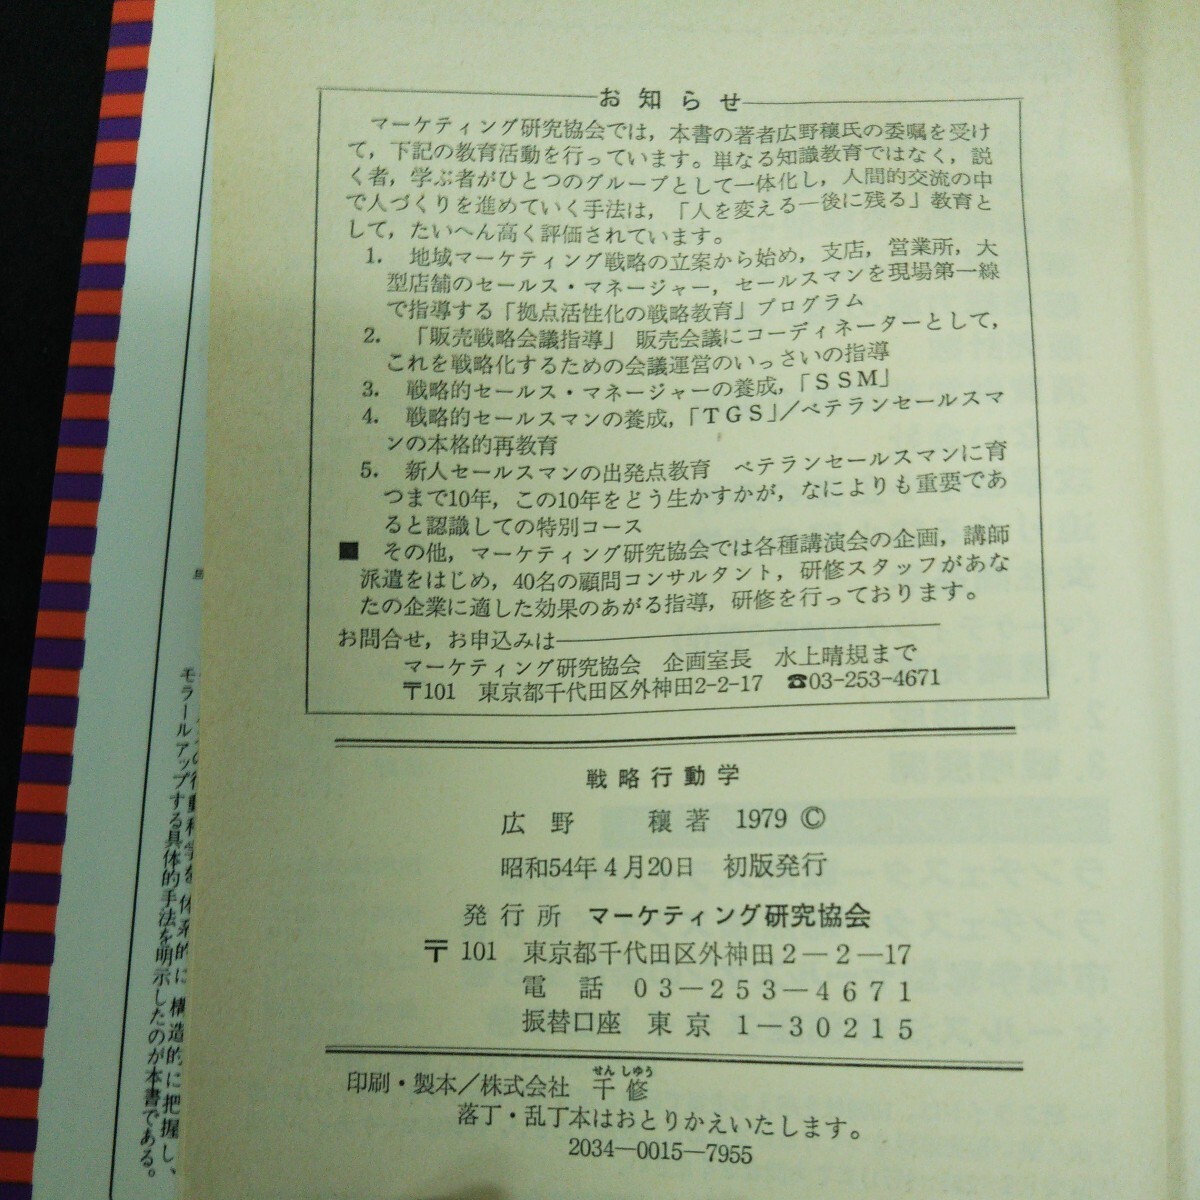 お知らせ
マーケティング研究協会では，本書の著者広野穰氏の委嘱を受け
て，下記の教育活動を行っています。単なる知識教育ではなく，説
く者，学ぶ者がひとつのグループとして一体化し，人間的交流の中
で人づくりを進めていく手法は，「人を変える—後に残る」教育と
して，たいへん高く評価されています。
1. 地域マーケティング戦略の立案から始め，支店，営業所，大
型店舗のセールス・マネージャー，セールスマンを現場第一線
で指導する「拠点活性化の戦略教育」プログラム
2. 「販売戦略会議指導」 販売会議にコーディネーターとして，
これを戦略化するための会議運営のいっさいの指導
3. 戦略的セールス・マネージャーの養成，「ＳＳＭ」
4. 戦略的セールスマンの養成，「ＴＧＳ」／ベテランセールスマ
ンの本格的再教育
5. 新人セールスマンの出発点教育　ベテランセールスマンに育
つまで10年，この10年をどう生かすかが，なによりも重要であ
ると認識しての特別コース
■ その他，マーケティング研究協会では各種講演会の企画，講師
派遣をはじめ，40名の顧問コンサルタント，研修スタッフがあな
たの企業に適した効果のあがる指導，研修を行っております。
お問合せ，お申込みは
マーケティング研究協会　企画室長　水上晴規まで
〒101　東京都千代田区外神田2-2-17　☎03-253-4671
戦略行動学
広野　穰著　1979 ©
昭和54年4月20日　初版発行
発行所　マーケティング研究協会
〒101　東京都千代田区外神田２－２－17
電話　０３－２５３－４６７１
振替口座　東京　１－３０２１５
印刷・製本／株式会社　千修
せんしゆう
落丁・乱丁本はおとりかえいたします。
2034—0015—7955
体系的に 構造的に把握し、
モラールアップする具体的手法を明示したのが本書である。